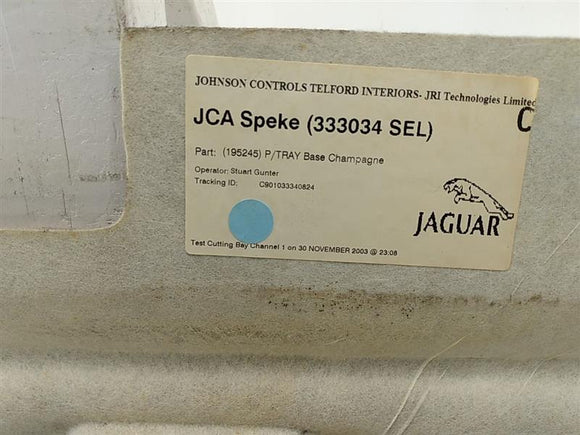 JOHNSON CONTROLS TELFORD INTERIORS- JRI Technologies Limited
C
JCA Speke (333034 SEL)
Part: (195245) P/TRAY Base Champagne
Operator: Stuart Gunter
Tracking ID: C901033340824
JAGUAR
Test Cutting Bay Channel 1 on 30 NOVEMBER 2003 @ 23:08